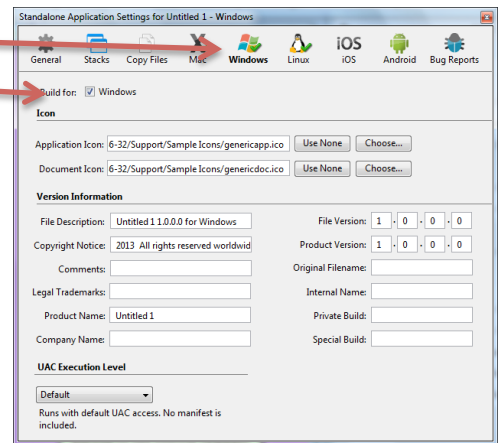 Standalone Application Settings for Untitled 1 - Windows
General Stacks Copy Files Mac Windows Linux iOS Android Bug Reports
iOS
Build for: Windows
Icon
Application Icon: 6-32/Support/Sample Icons/genericapp.ico Use None Choose...
Document Icon: 6-32/Support/Sample Icons/genericdoc.ico Use None Choose...
Version Information
File Description: Untitled 1 1.0.0.0 for Windows File Version: 1 . 0 . 0 . 0
Copyright Notice: 2013 All rights reserved worldwid Product Version: 1 . 0 . 0 . 0
Comments: Original Filename:
Legal Trademarks: Internal Name:
Product Name: Untitled 1 Private Build:
Company Name: Special Build:
UAC Execution Level
Default
Runs with default UAC access. No manifest is
included.